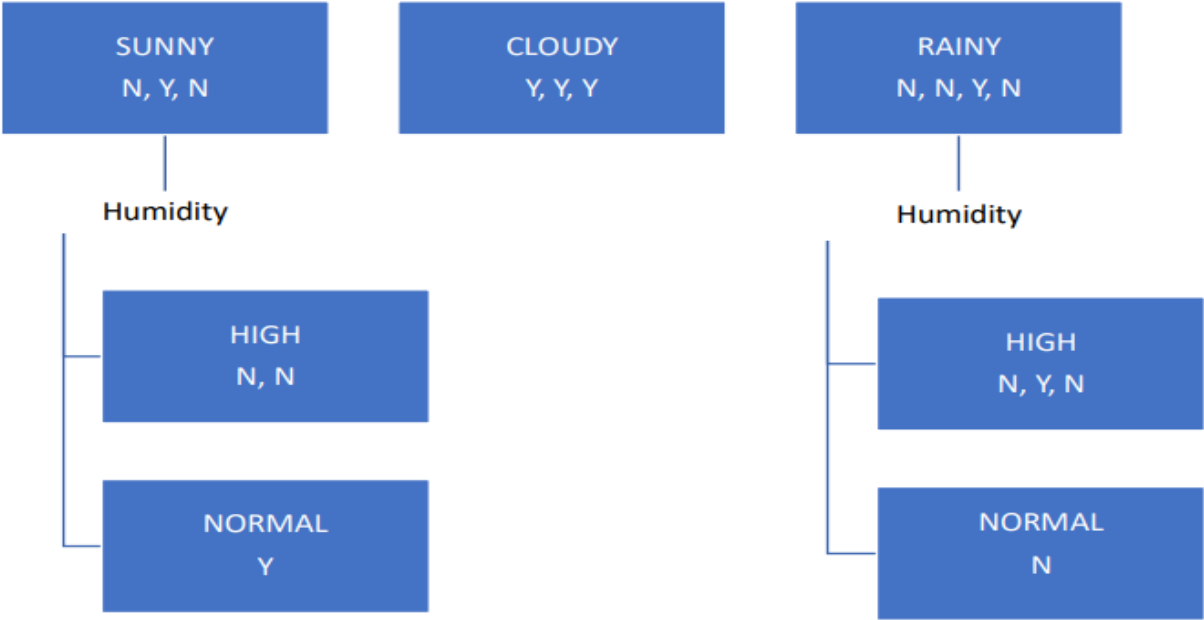 SUNNY
N, Y, N
CLOUDY
Y, Y, Y
RAINY
N, N, Y, N
Humidity
HIGH
N, N
NORMAL
Y
Humidity
HIGH
N, Y, N
NORMAL
N